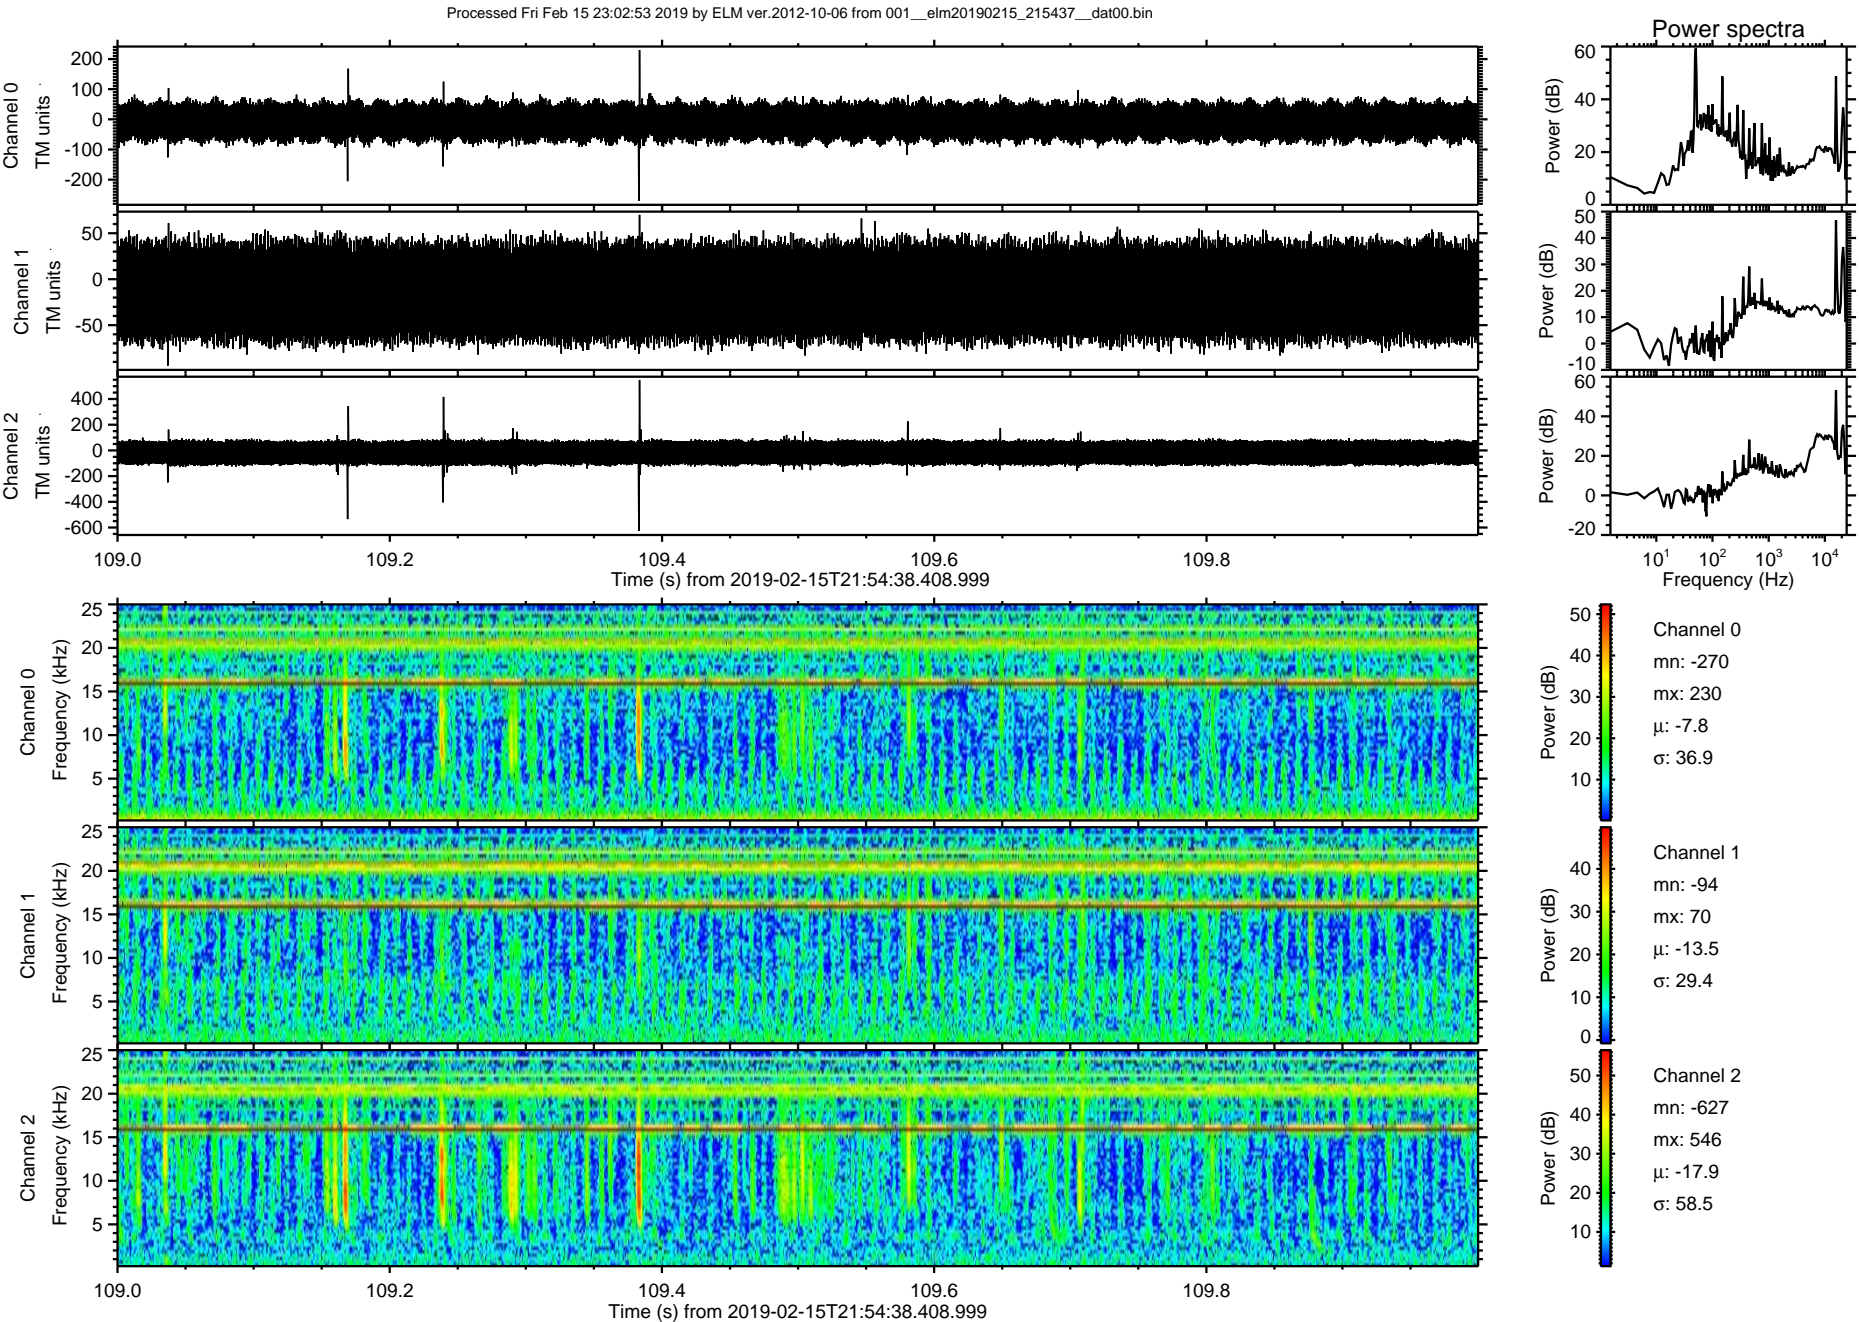 Processed Fri Feb 15 23:02:53 2019 by ELM ver.2012-10-06 from 001__elm20190215_215437__dat00.bin
Power spectra
Channel 0
TM units
200
100
0
-100
-200
Power (dB)
60
40
20
0
Channel 1
TM units
50
0
-50
Power (dB)
50
40
30
20
10
0
-10
Channel 2
TM units
400
200
0
-200
-400
-600
Power (dB)
60
40
20
0
-20
109.0 109.2 109.4 109.6 109.8
Time (s) from 2019-02-15T21:54:38.408.999
10^1 10^2 10^3 10^4
Frequency (Hz)
Channel 0
Frequency (kHz)
25
20
15
10
5
Power (dB)
50
40
30
20
10
Channel 0
mn: -270
mx: 230
μ: -7.8
σ: 36.9
Channel 1
Frequency (kHz)
25
20
15
10
5
Power (dB)
40
30
20
10
0
Channel 1
mn: -94
mx: 70
μ: -13.5
σ: 29.4
Channel 2
Frequency (kHz)
25
20
15
10
5
Power (dB)
50
40
30
20
10
Channel 2
mn: -627
mx: 546
μ: -17.9
σ: 58.5
109.0 109.2 109.4 109.6 109.8
Time (s) from 2019-02-15T21:54:38.408.999